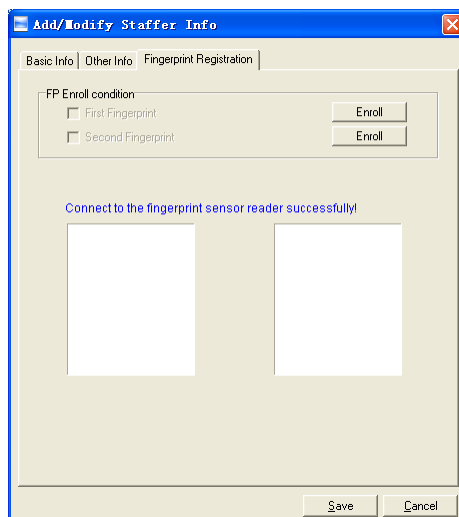 Add/Modify Staffer Info
Basic Info Other Info Fingerprint Registration
FP Enroll condition
First Fingerprint Enroll
Second Fingerprint Enroll
Connect to the fingerprint sensor reader successfully!
Save Cancel